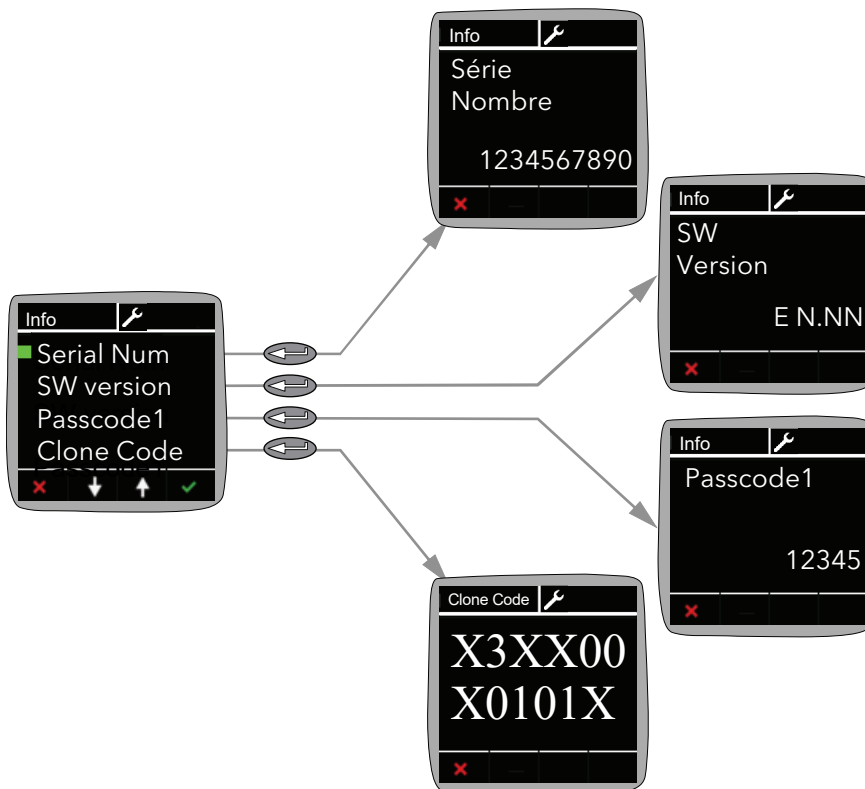 Info
Série
Nombre
1234567890
Info
SW
Version
E N.NN
Info
Serial Num
SW version
Passcode1
Clone Code
Info
Passcode1
12345
Clone Code
X3XX00
X0101X